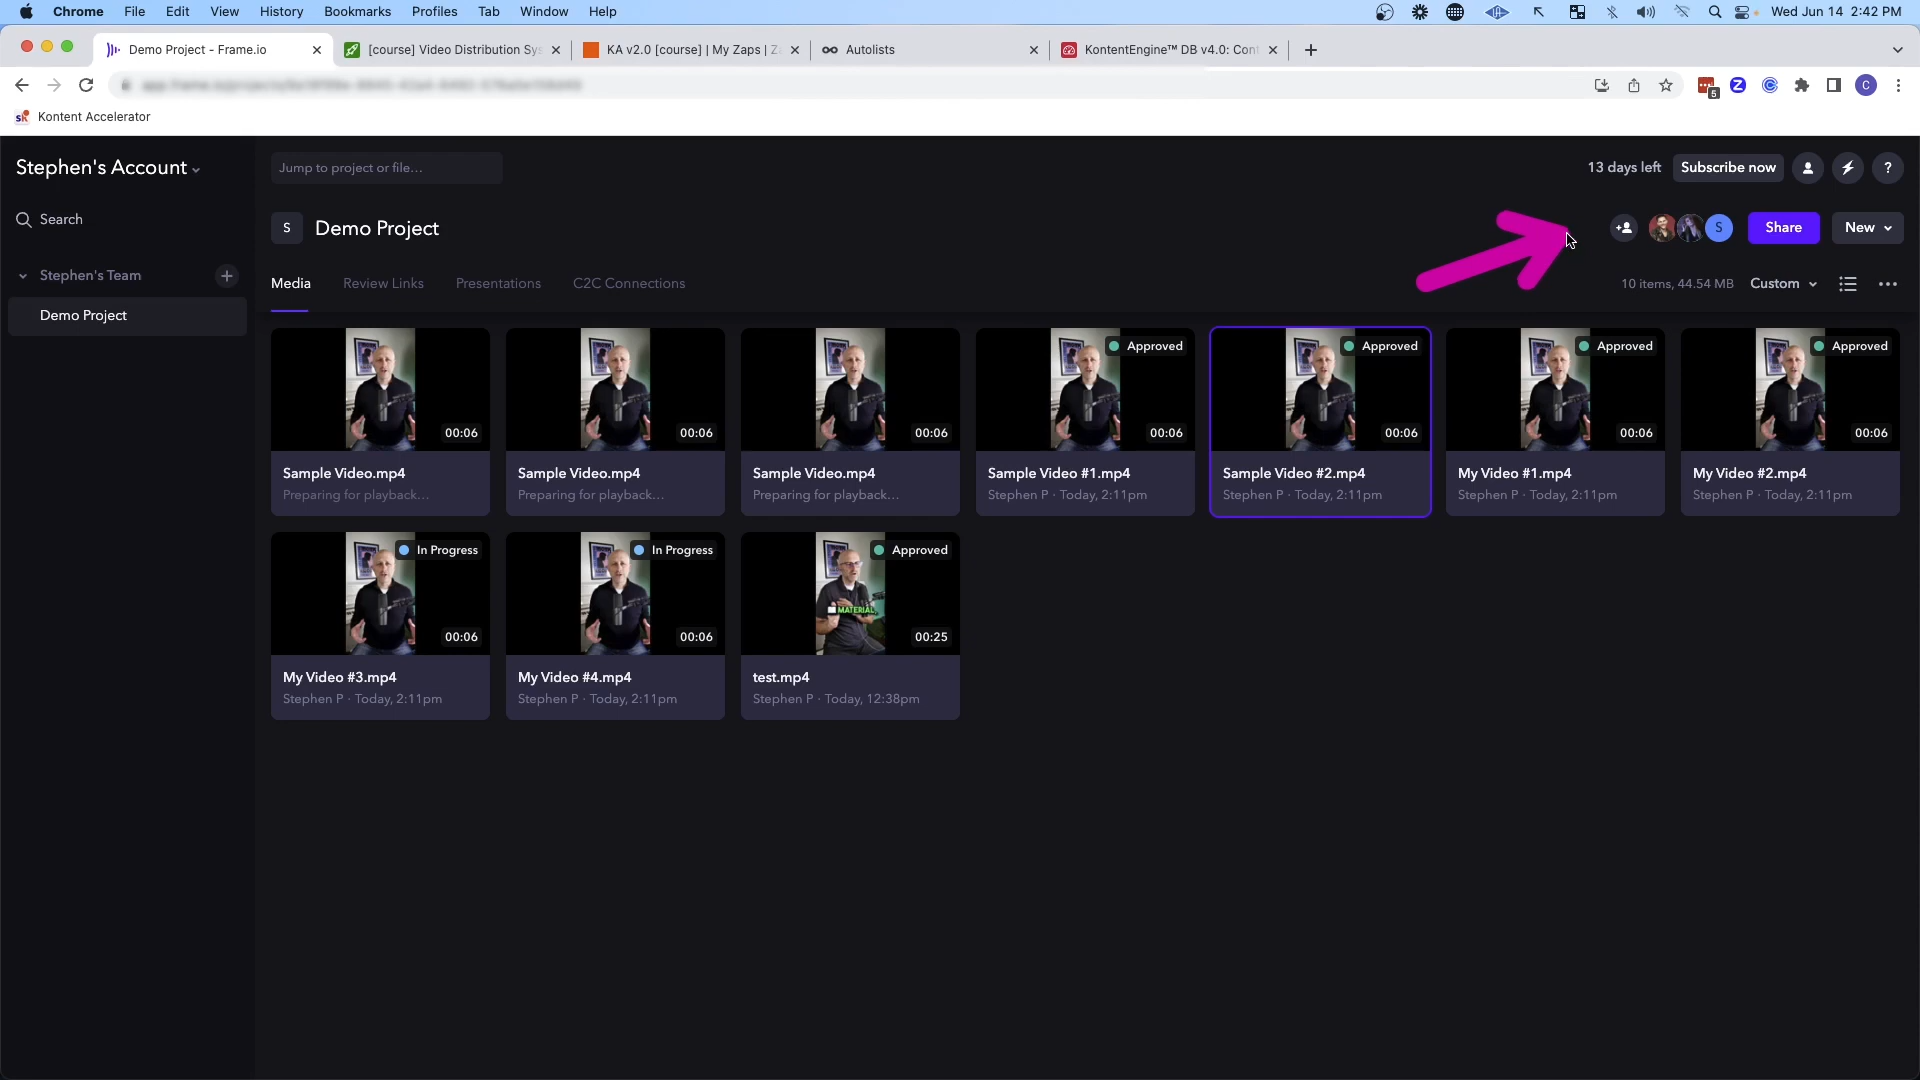 Chrome File Edit View History Bookmarks Profiles Tab Window Help Wed Jun 14 2:42 PM
Demo Project - Frame.io [course] Video Distribution Sys KA v2.0 [course] | My Zaps | Z Autolists KontentEngine™ DB v4.0: Cont
5 C
Kontent Accelerator
Stephen's Account Jump to project or file... 13 days left Subscribe now ?
Search S Demo Project S Share New
Stephen's Team
Media Review Links Presentations C2C Connections 10 items, 44.54 MB Custom
Demo Project
Approved Approved Approved Approved
00:06 00:06 00:06 00:06 00:06 00:06 00:06
Sample Video.mp4 Sample Video.mp4 Sample Video.mp4 Sample Video #1.mp4 Sample Video #2.mp4 My Video #1.mp4 My Video #2.mp4
Preparing for playback... Preparing for playback... Preparing for playback... Stephen P · Today, 2:11pm Stephen P · Today, 2:11pm Stephen P · Today, 2:11pm Stephen P · Today, 2:11pm
In Progress In Progress Approved
MATERIAL
00:06 00:06 00:25
My Video #3.mp4 My Video #4.mp4 test.mp4
Stephen P · Today, 2:11pm Stephen P · Today, 2:11pm Stephen P · Today, 12:38pm